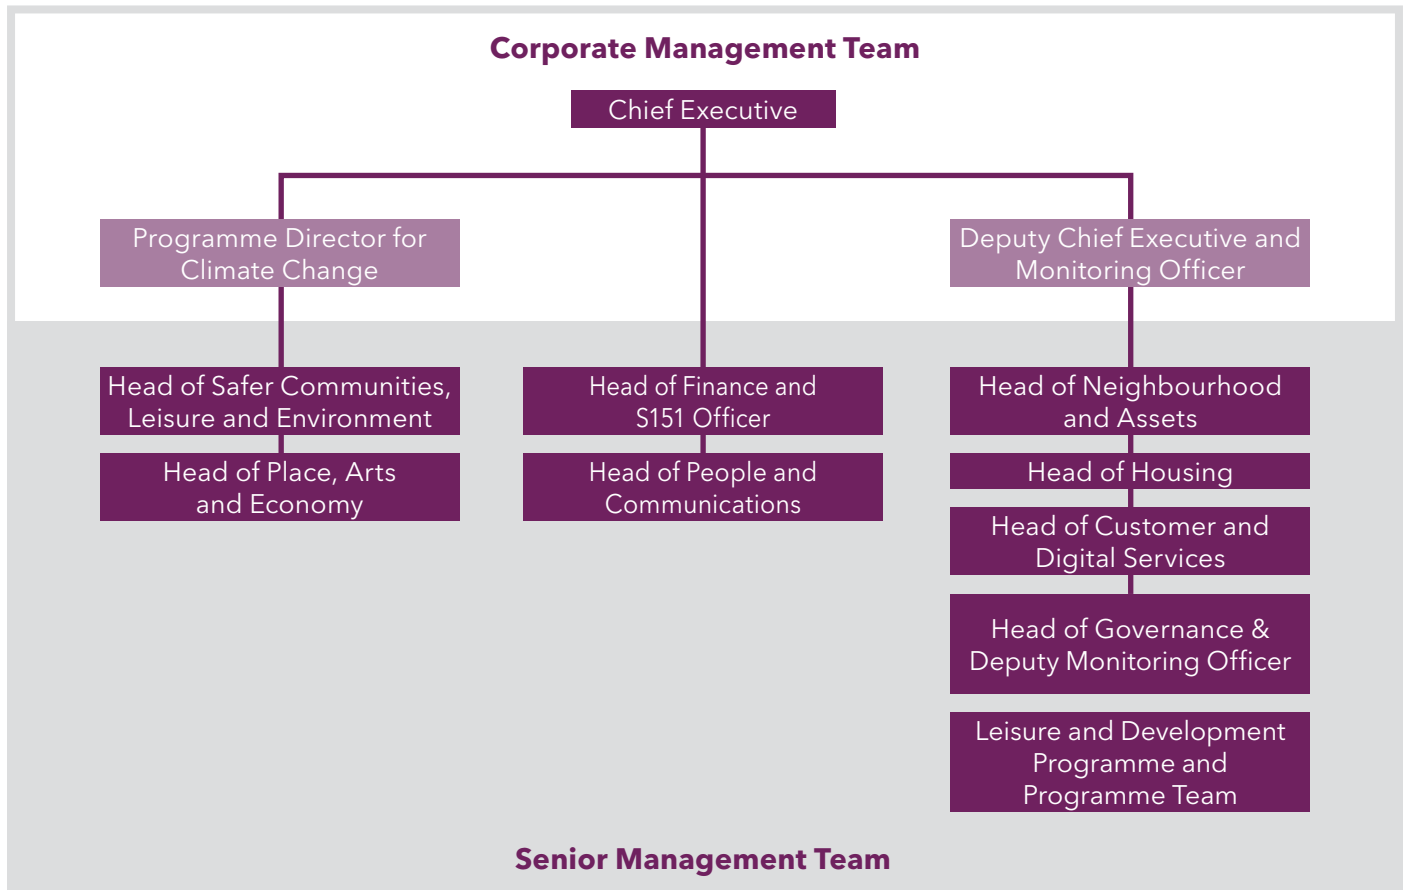 Corporate Management Team
Chief Executive
Programme Director for
Climate Change
Deputy Chief Executive and
Monitoring Officer
Head of Safer Communities,
Leisure and Environment
Head of Place, Arts
and Economy
Head of Finance and
S151 Officer
Head of People and
Communications
Head of Neighbourhood
and Assets
Head of Housing
Head of Customer and
Digital Services
Head of Governance &
Deputy Monitoring Officer
Leisure and Development
Programme and
Programme Team
Senior Management Team